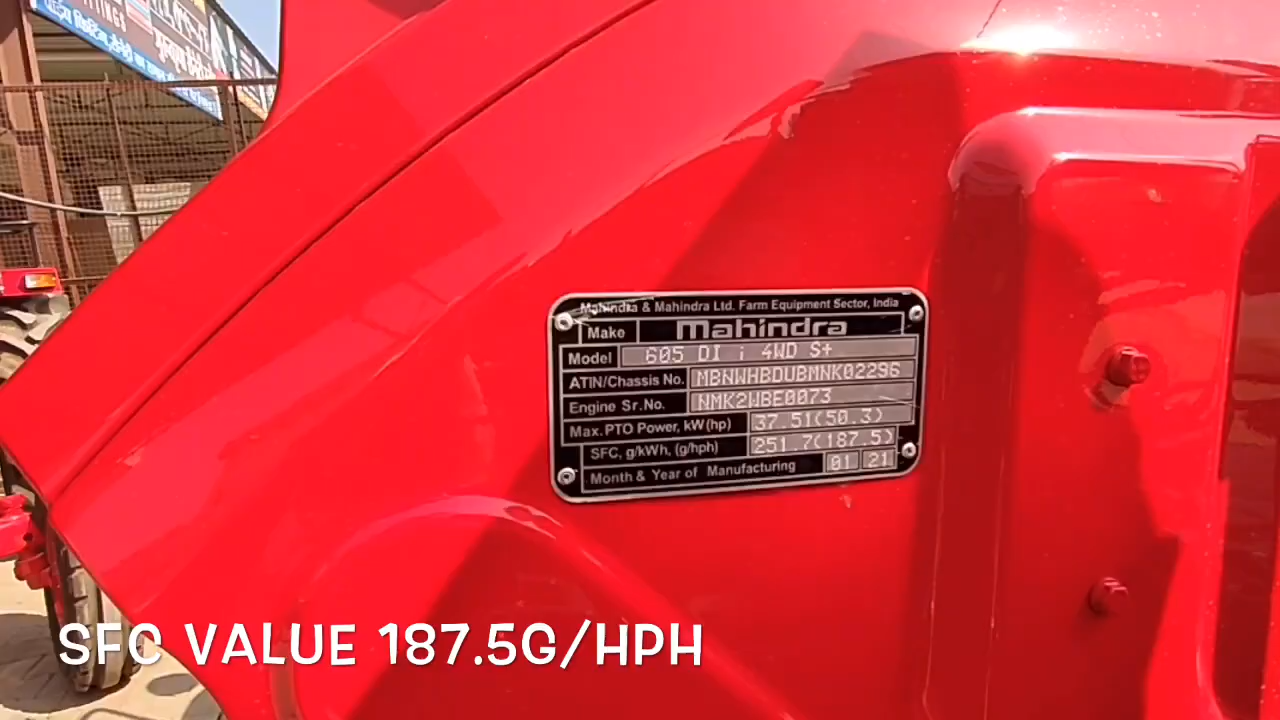 TTINGS
Mahindra & Mahindra Ltd. Farm Equipment Sector, India
Make Mahindra
Model 605 DI i 4WD S+
ATIN/Chassis No. MBNWHBDUBMNK02296
Engine Sr.No. NMK2WBE0073
Max.PTO Power, kW(hp) 37.51(50.3)
SFC, g/kWh, (g/hph) 251.7(187.5)
Month & Year of Manufacturing 01 21
SFC VALUE 187.5G/HPH